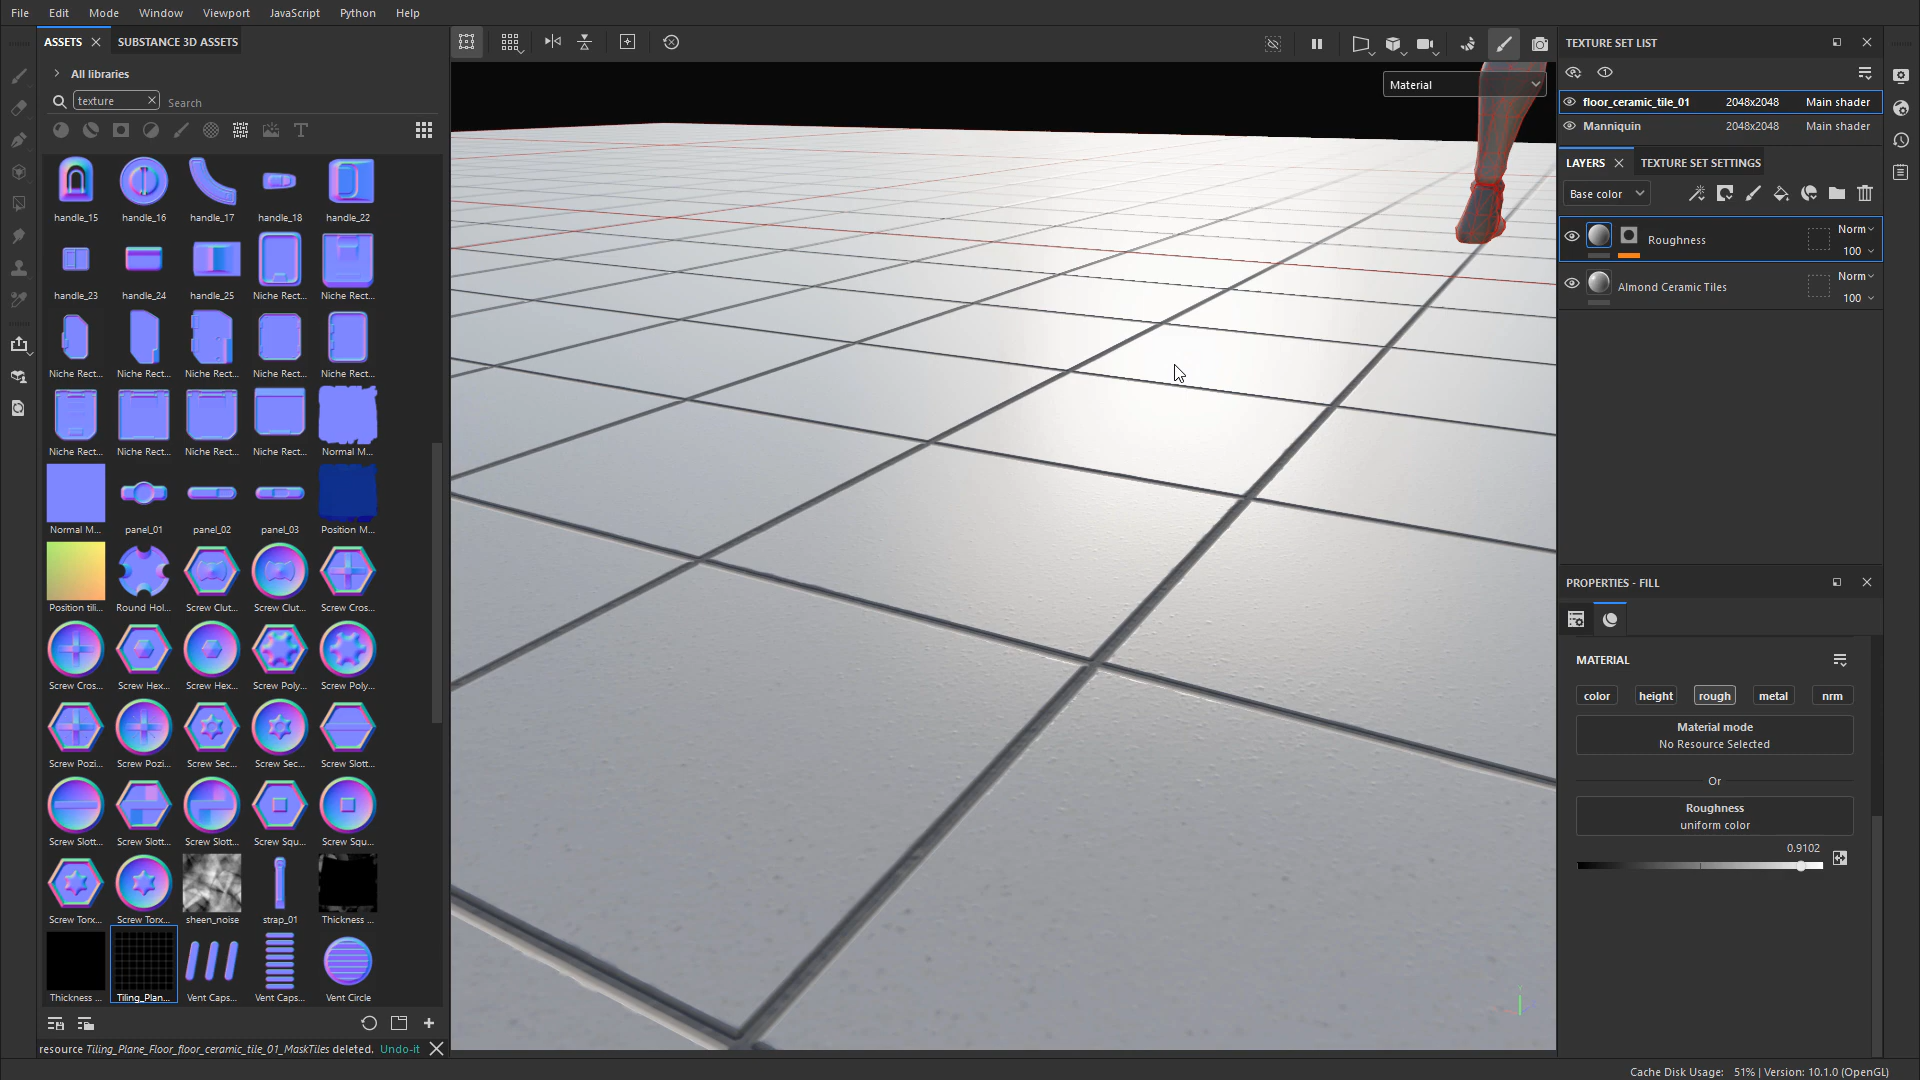 File Edit Mode Window Viewport JavaScript Python Help
ASSETS SUBSTANCE 3D ASSETS
All libraries
texture Search
handle_15 handle_16 handle_17 handle_18 handle_22
handle_23 handle_24 handle_25 Niche Rect... Niche Rect...
Niche Rect... Niche Rect... Niche Rect... Niche Rect... Niche Rect...
Niche Rect... Niche Rect... Niche Rect... Niche Rect... Normal M...
Normal M... panel_01 panel_02 panel_03 Position M...
Position tili... Round Hol... Screw Clut... Screw Clut... Screw Cros...
Screw Cros... Screw Hex... Screw Hex... Screw Poly... Screw Poly...
Screw Pozi... Screw Pozi... Screw Sec... Screw Sec... Screw Slott...
Screw Slott... Screw Slott... Screw Slott... Screw Squ... Screw Squ...
Screw Torx... Screw Torx... sheen_noise strap_01 Thickness ...
Thickness ... Tiling_Plan... Vent Caps... Vent Caps... Vent Circle
resource Tiling_Plane_Floor_floor_ceramic_tile_01_MaskTiles deleted. Undo-it
Material
TEXTURE SET LIST
floor_ceramic_tile_01 2048x2048 Main shader
Mannequin 2048x2048 Main shader
LAYERS TEXTURE SET SETTINGS
Base color
Roughness Norm
100
Almond Ceramic Tiles Norm
100
PROPERTIES - FILL
MATERIAL
color height rough metal nrm
Material mode
No Resource Selected
Or
Roughness
uniform color
0.9102
Cache Disk Usage: 51% | Version: 10.1.0 (OpenGL)